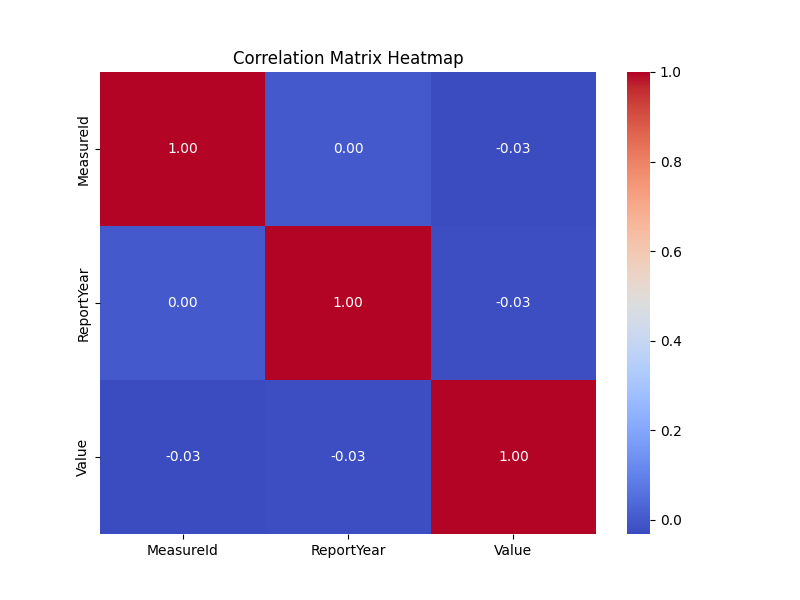 Correlation Matrix Heatmap
MeasureId
1.00
0.00
-0.03
ReportYear
0.00
1.00
-0.03
Value
-0.03
-0.03
1.00
MeasureId
ReportYear
Value
1.0
0.8
0.6
0.4
0.2
0.0